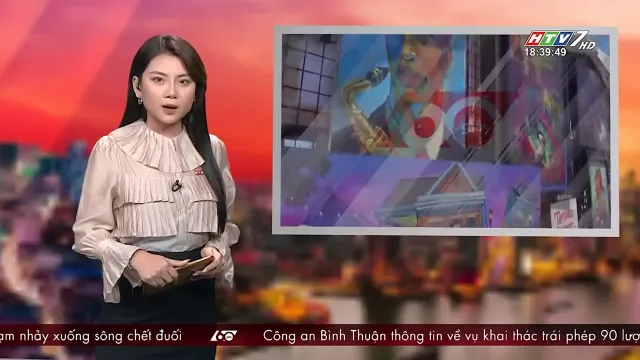 HTV7 HD
18:39:49
ạm nhảy xuống sông chết đuối
Công an Bình Thuận thông tin về vụ khai thác trái phép 90 lượ